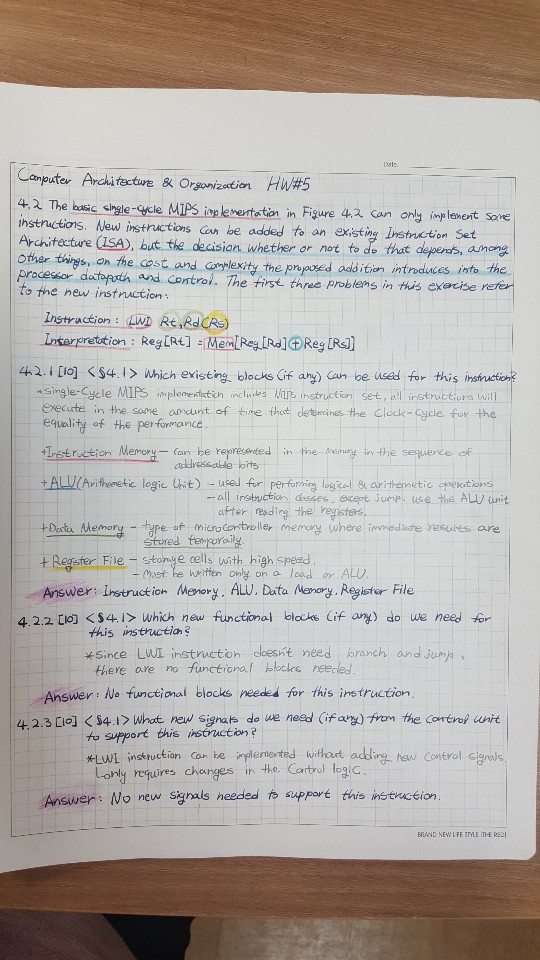 Date.
Computer Architecture & Organization HW#5
4.2 The basic single-cycle MIPS implementation in Figure 4.2 can only implement some
instructions. New instructions can be added to an existing Instruction Set
Architecture (ISA), but the decision whether or not to do that depends, among
other things, on the cost and complexity the proposed addition introduces into the
processor datapath and control. The first three problems in this exercise refer
to the new instruction:
Instruction: LWI Rt, Rd(Rs)
Interpretation: Reg[Rt] = Mem[Reg[Rd]+Reg[Rs]]
4.2.1 [10] <§4.1> Which existing blocks (if any) can be used for this instruction?
*Single-Cycle MIPS implementation includes MIPS instruction set, all instructions will
execute in the same amount of time that determines the Clock-Cycle for the
equality of the performance.
+Instruction Memory – Can be represented in the memory in the sequence of
addressable bits
+ALU(Arithmetic logic Unit) – used for performing logical & arithmetic operations
– all instruction classes, except jump, use the ALU unit
after reading the registers.
+Data Memory – type of microcontroller memory where immediate results are
stored temporaily.
+ Register File – storage cells with high speed.
– Must be written only on a load or ALU.
Answer: Instruction Memory, ALU, Data Memory, Register File
4.2.2 [10] <§4.1> Which new functional blocks (if any) do we need for
this instruction?
*Since LWI instruction doesn't need branch and jump,
there are no functional blocks needed.
Answer: No functional blocks needed for this instruction.
4.2.3 [10] <§4.1> What new signals do we need (if any) from the control unit
to support this instruction?
*LWI instruction can be implemented without adding new control signals
only requires changes in the Control logic.
Answer: No new signals needed to support this instruction.
BRAND NEW LIFE STYLE [THE RED]